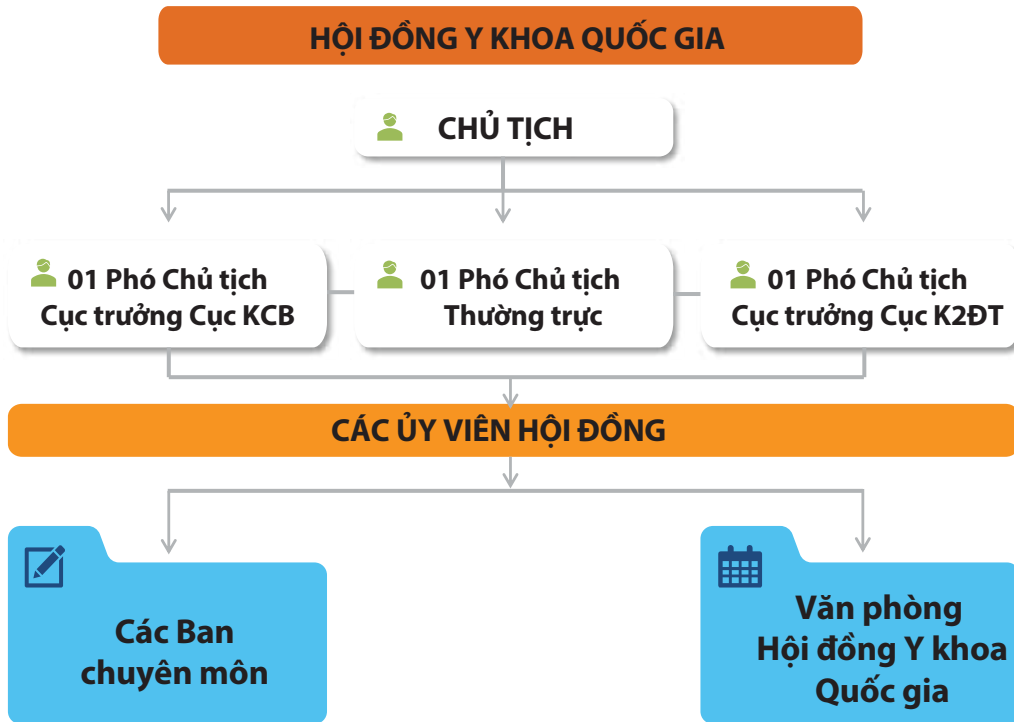 HỘI ĐỒNG Y KHOA QUỐC GIA
CHỦ TỊCH
01 Phó Chủ tịch
Cục trưởng Cục KCB
01 Phó Chủ tịch
Thường trực
01 Phó Chủ tịch
Cục trưởng Cục K2ĐT
CÁC ỦY VIÊN HỘI ĐỒNG
Các Ban
chuyên môn
Văn phòng
Hội đồng Y khoa
Quốc gia